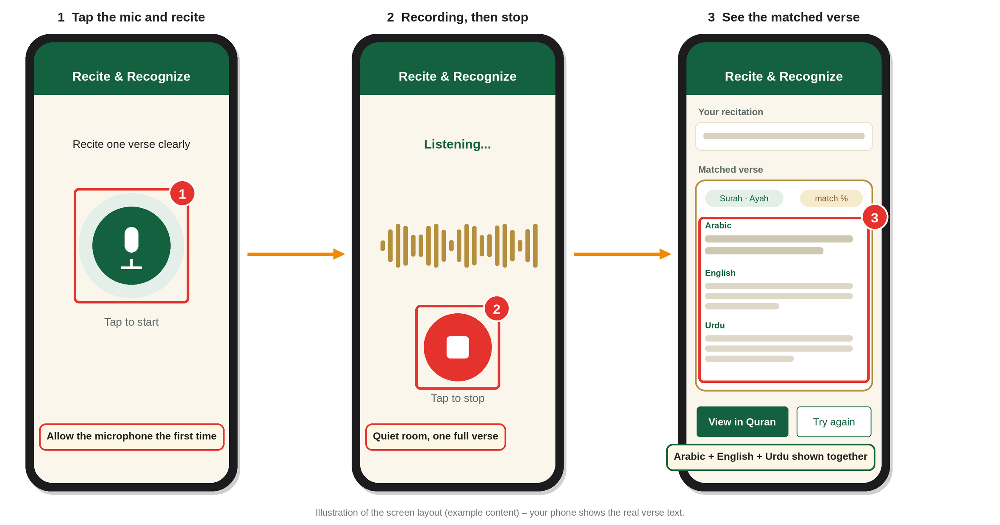 1 Tap the mic and recite
Recite & Recognize
Recite one verse clearly
1
Tap to start
Allow the microphone the first time
2 Recording, then stop
Recite & Recognize
Listening...
2
Tap to stop
Quiet room, one full verse
3 See the matched verse
Recite & Recognize
Your recitation
Matched verse
Surah · Ayah
match %
3
Arabic
English
Urdu
View in Quran
Try again
Arabic + English + Urdu shown together
Illustration of the screen layout (example content) – your phone shows the real verse text.